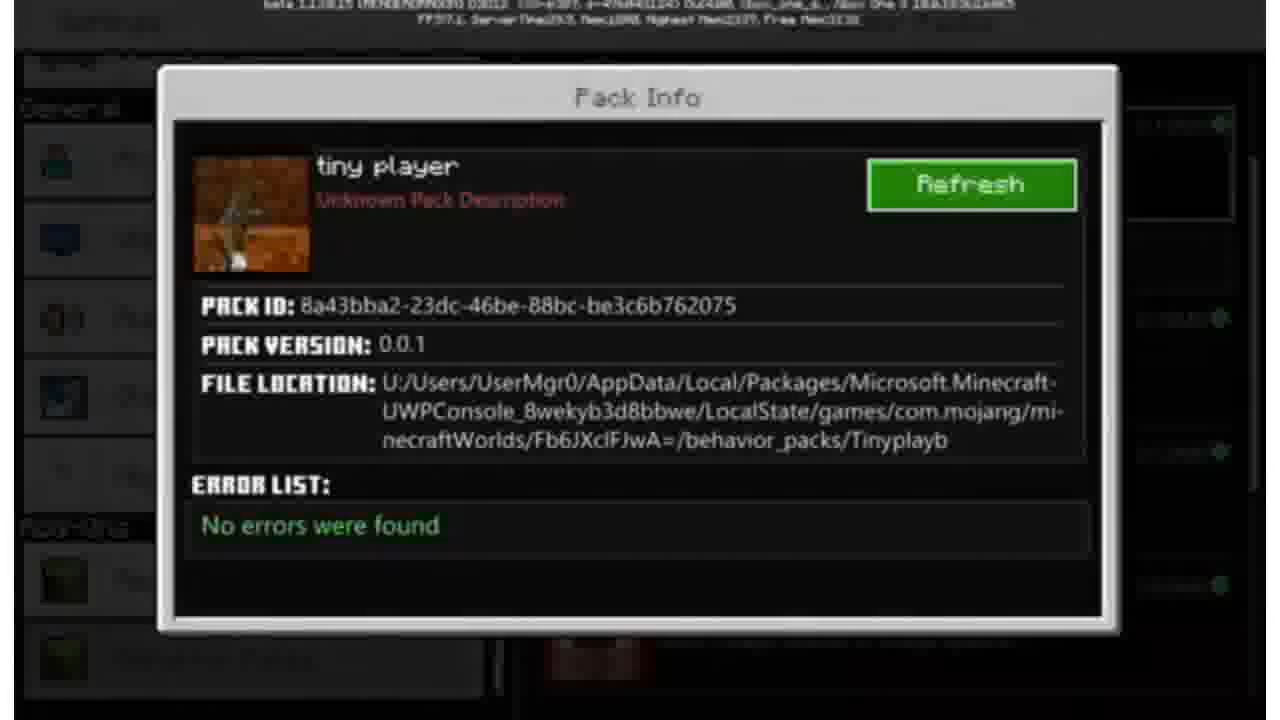 Pack Info
tiny player
Unknown Pack Description
Refresh
PACK ID: 8a43bba2-23dc-46be-88bc-be3c6b762075
PACK VERSION: 0.0.1
FILE LOCATION: U:/Users/UserMgr0/AppData/Local/Packages/Microsoft.Minecraft-
UWPConsole_8wekyb3d8bbwe/LocalState/games/com.mojang/mi-
necraftWorlds/Fb6JXclFJwA=/behavior_packs/Tinyplayb
ERROR LIST:
No errors were found
General